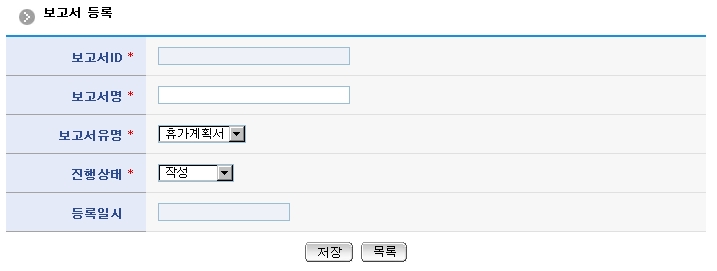 보고서 등록
보고서ID *
보고서명 *
보고서유명 * 휴가계획서
진행상태 * 작성
등록일시
저장 목록